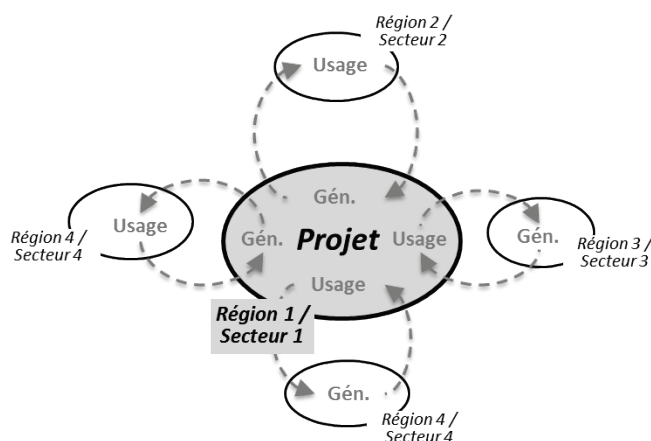 Région 2 /
Secteur 2
Usage
Gén.
Usage
Région 4 /
Secteur 4
Gén.
Projet
Usage
Gén.
Région 3 /
Secteur 3
Usage
Région 1 /
Secteur 1
Gén.
Région 4 /
Secteur 4